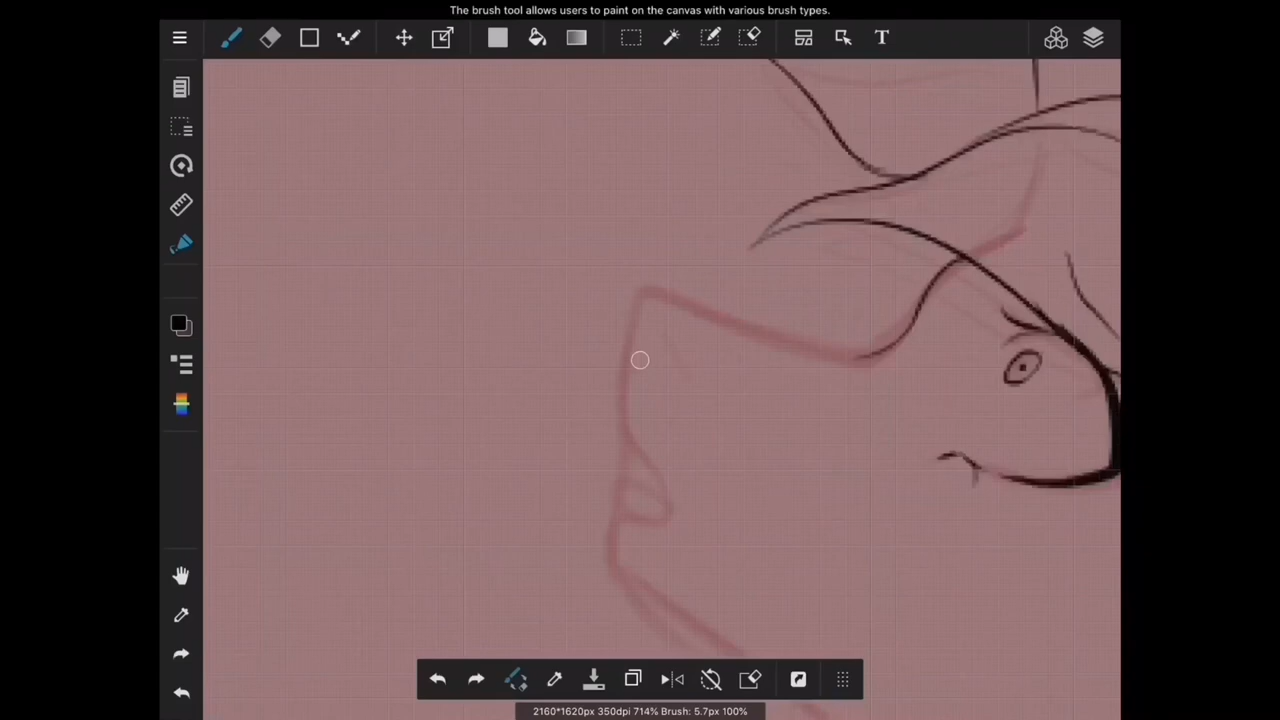 The brush tool allows users to paint on the canvas with various brush types.
T
2160*1620px 350dpi 714% Brush: 5.7px 100%